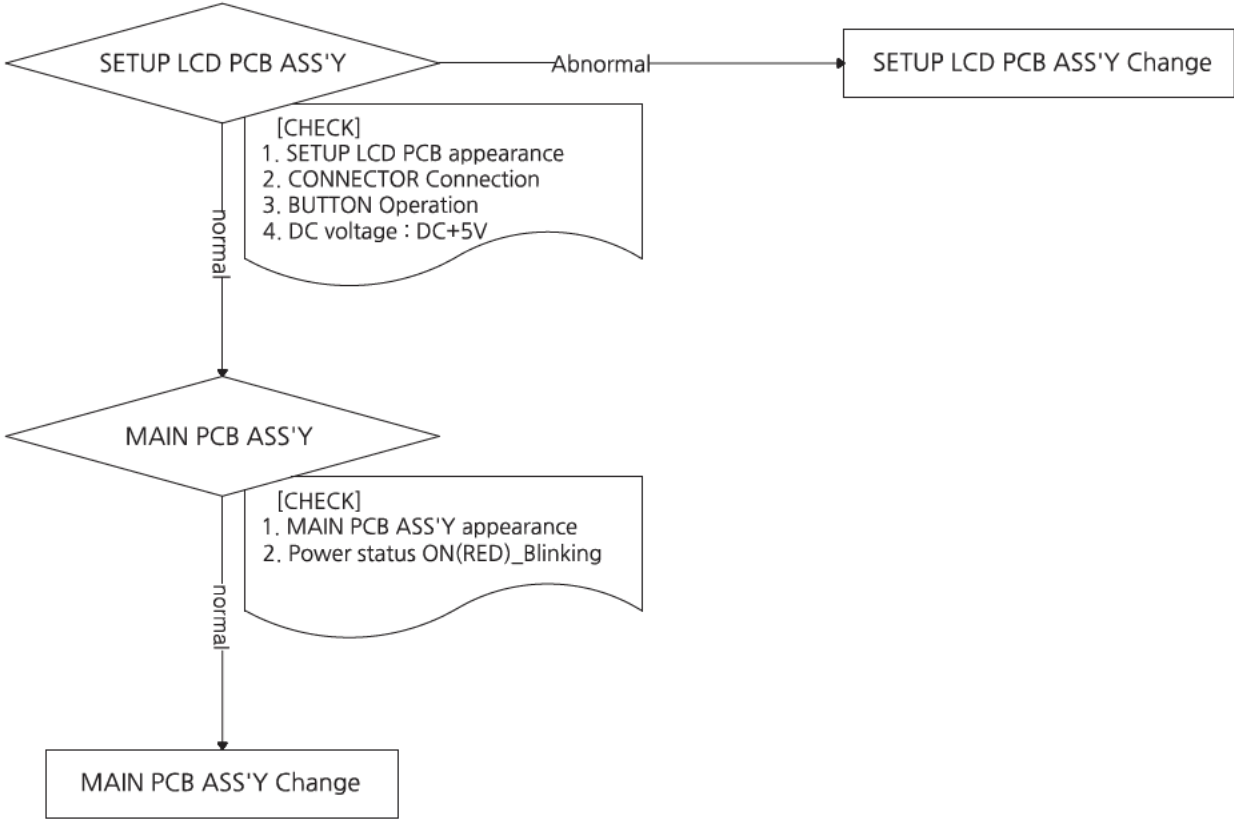 SETUP LCD PCB ASS'Y
Abnormal
SETUP LCD PCB ASS'Y Change
[CHECK]
1. SETUP LCD PCB appearance
2. CONNECTOR Connection
3. BUTTON Operation
4. DC voltage : DC+5V
normal
MAIN PCB ASS'Y
[CHECK]
1. MAIN PCB ASS'Y appearance
2. Power status ON(RED)_Blinking
normal
MAIN PCB ASS'Y Change